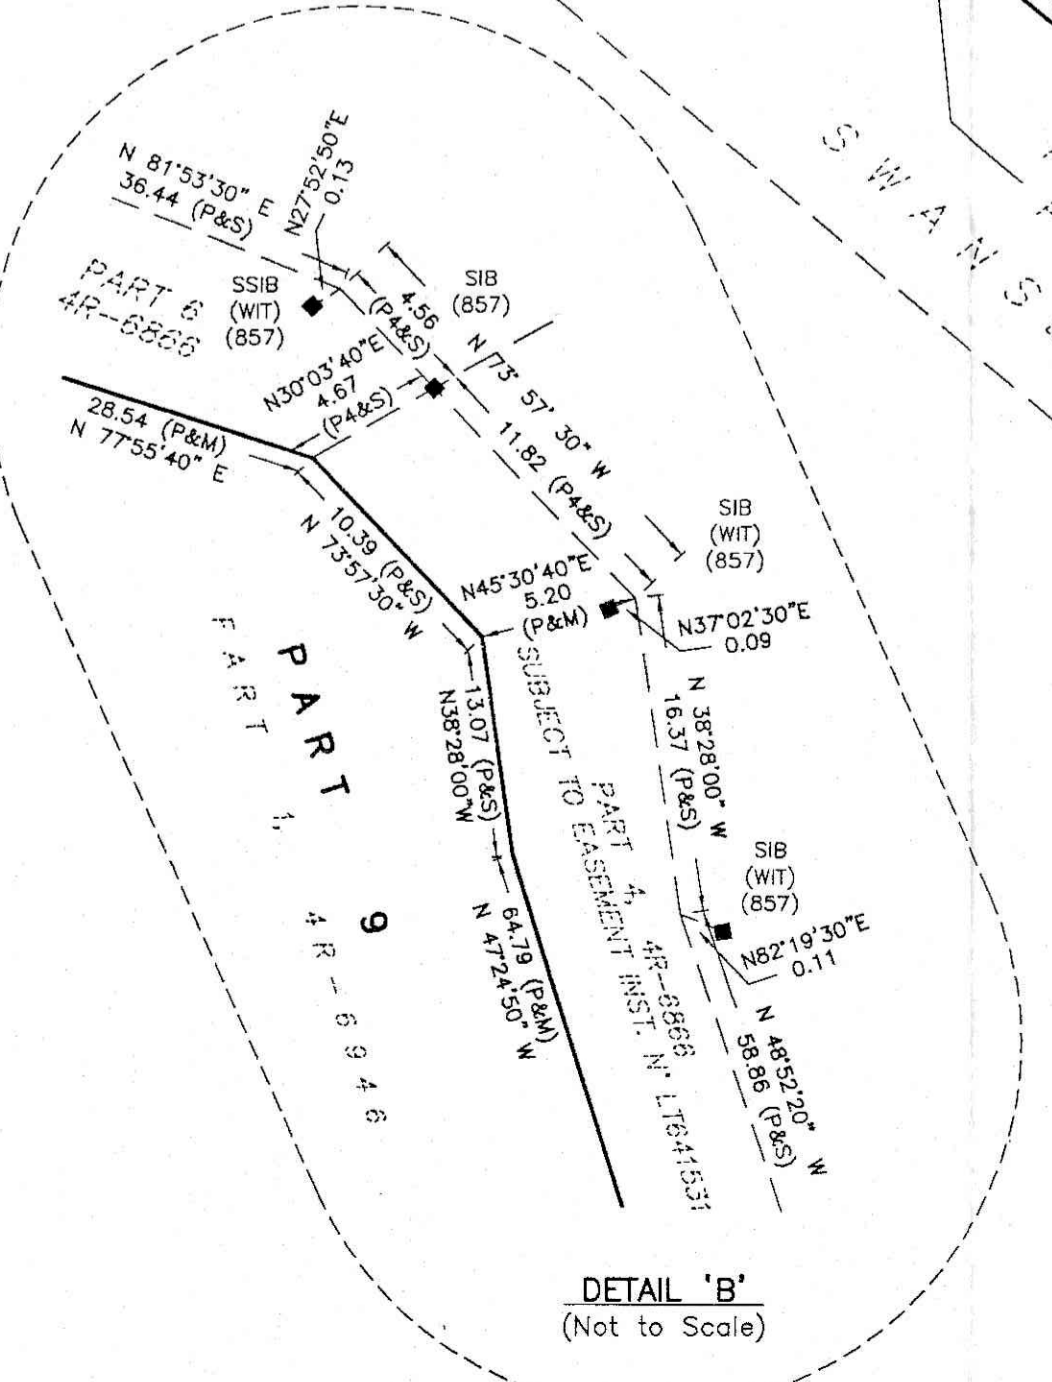 N 81°53'30" E
36.44 (P&S)
N27°52'50"E
0.13
PART 6
4R-6866
SSIB
(WIT)
(857)
4.56
(P4&S)
SIB
(857)
N 73° 57' 30" W
11.82 (P4&S)
N30°03'40"E
4.67
(P4&S)
28.54 (P&M)
N 77°55'40" E
10.39 (P&S)
N 73°57'30" W
SIB
(WIT)
(857)
N45°30'40"E
5.20
(P&M)
N37°02'30"E
0.09
13.07 (P&S)
N38°28'00"W
N 38°28'00" W
16.37 (P&S)
PART 9
PART 1, 4R-6946
SUBJECT TO EASEMENT INST. N° LT641531
PART 4, 4R-6866
SIB
(WIT)
(857)
N82°19'30"E
0.11
64.79 (P&M)
N 47°24'50" W
N 48°52'20" W
58.86 (P&S)
SWANS
DETAIL 'B'
(Not to Scale)